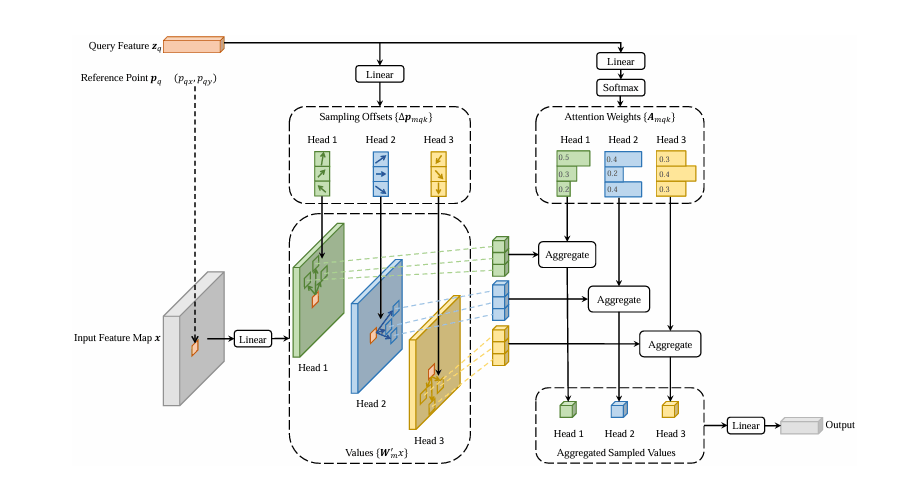 Query Feature z_q
Reference Point p_q (p_qx, p_qy)
Linear
Linear
Softmax
Sampling Offsets {Δp_mqk}
Head 1 Head 2 Head 3
Attention Weights {A_mqk}
Head 1 Head 2 Head 3
0.5 0.4 0.3
0.3 0.2 0.4
0.2 0.4 0.3
Aggregate
Aggregate
Aggregate
Input Feature Map x
Linear
Head 1
Head 2
Head 3
Values {W'_m x}
Head 1 Head 2 Head 3
Aggregated Sampled Values
Linear
Output